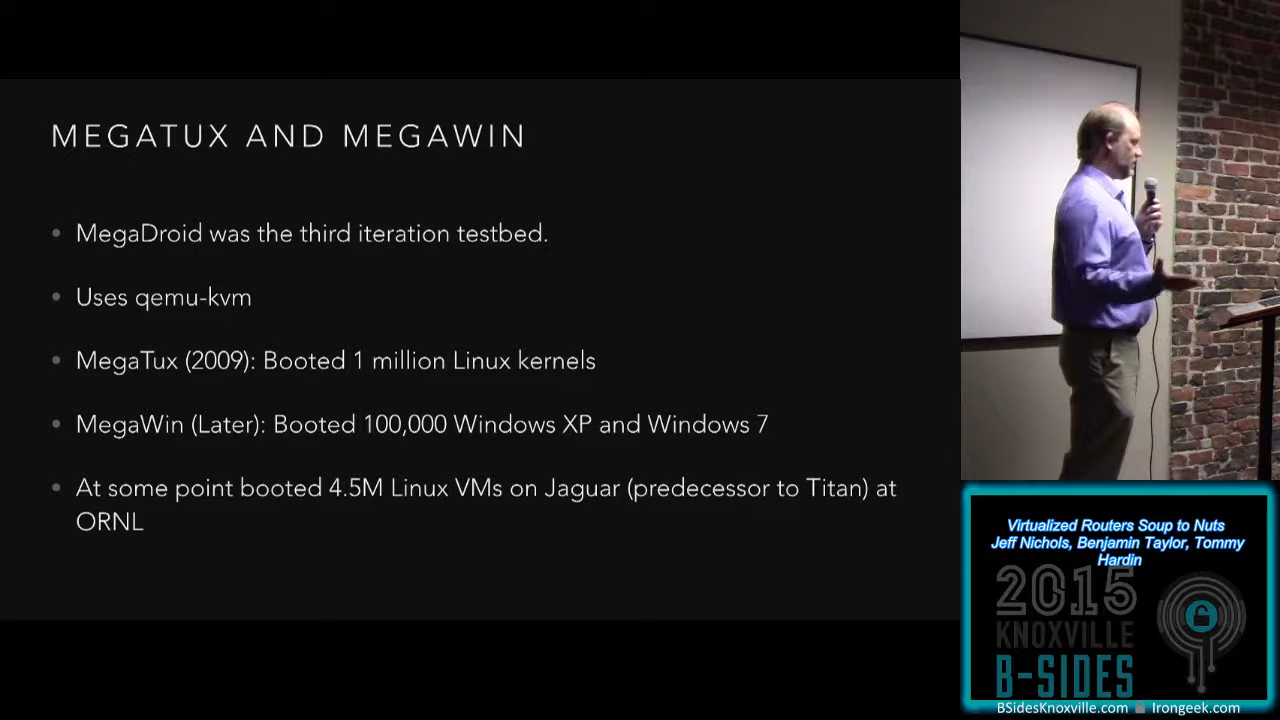 MEGATUX AND MEGAWIN
MegaDroid was the third iteration testbed.
Uses qemu-kvm
MegaTux (2009): Booted 1 million Linux kernels
MegaWin (Later): Booted 100,000 Windows XP and Windows 7
At some point booted 4.5M Linux VMs on Jaguar (predecessor to Titan) at
ORNL
Virtualized Routers Soup to Nuts
Jeff Nichols, Benjamin Taylor, Tommy
Hardin
2015
KNOXVILLE
B-SIDES
BSidesKnoxville.com Irongeek.com